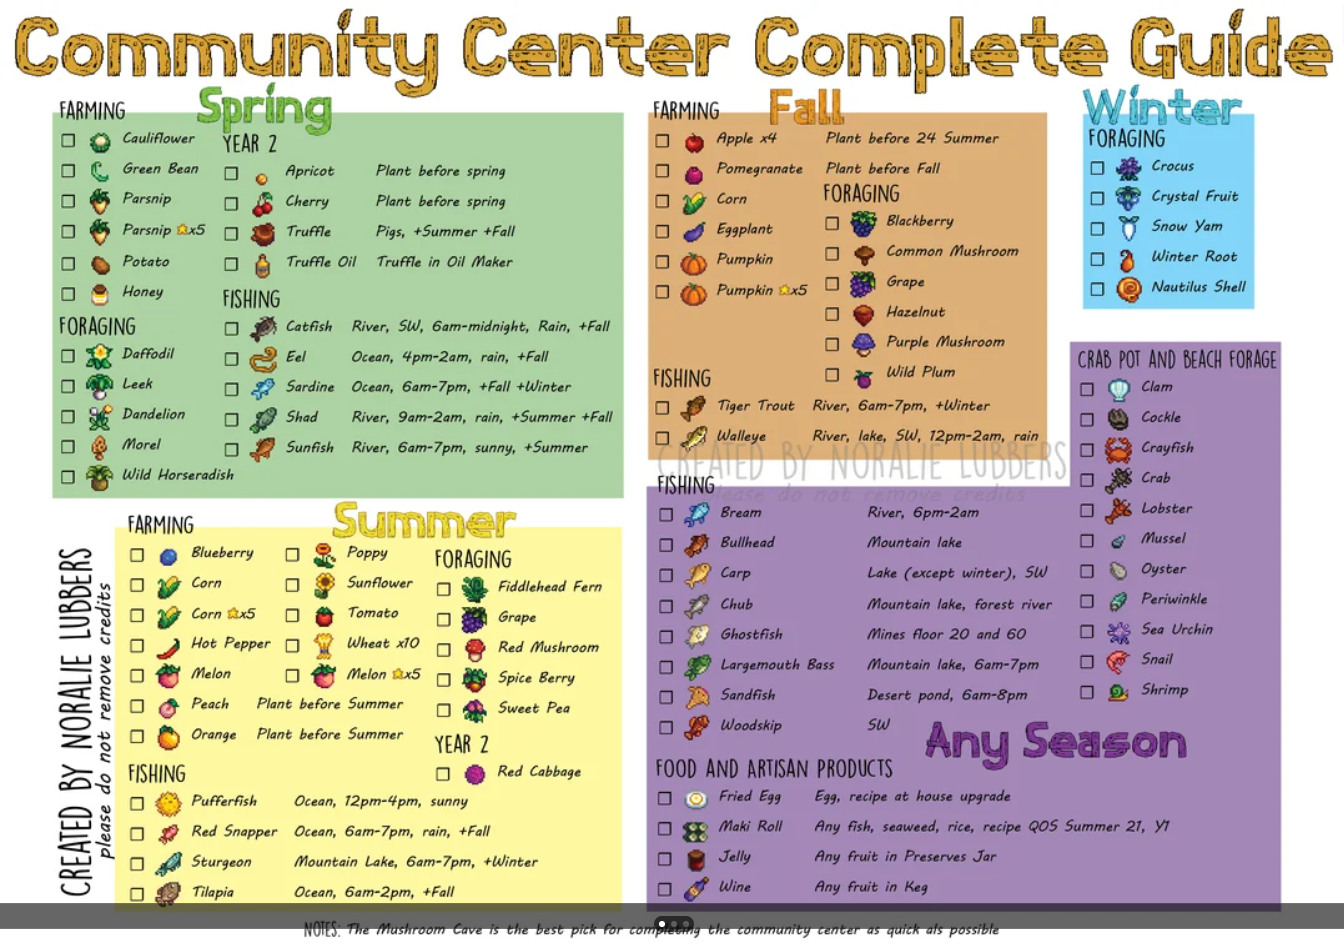 Community Center Complete Guide
Spring
FARMING
Cauliflower
Green Bean
Parsnip
Parsnip x5
Potato
Honey
YEAR 2
Apricot Plant before spring
Cherry Plant before spring
Truffle Pigs, +Summer +Fall
Truffle Oil Truffle in Oil Maker
FORAGING
Daffodil
Leek
Dandelion
Morel
Wild Horseradish
FISHING
Catfish River, SW, 6am-midnight, Rain, +Fall
Eel Ocean, 4pm-2am, rain, +Fall
Sardine Ocean, 6am-7pm, +Fall +Winter
Shad River, 9am-2am, rain, +Summer +Fall
Sunfish River, 6am-7pm, sunny, +Summer
Summer
FARMING
Blueberry
Corn
Corn x5
Hot Pepper
Melon
Peach Plant before Summer
Orange Plant before Summer
Poppy
Sunflower
Tomato
Wheat x10
Melon x5
FORAGING
Fiddlehead Fern
Grape
Red Mushroom
Spice Berry
Sweet Pea
YEAR 2
Red Cabbage
FISHING
Pufferfish Ocean, 12pm-4pm, sunny
Red Snapper Ocean, 6am-7pm, rain, +Fall
Sturgeon Mountain Lake, 6am-7pm, +Winter
Tilapia Ocean, 6am-2pm, +Fall
CREATED BY NORALIE LUBBERS
please do not remove credits
Fall
FARMING
Apple x4 Plant before 24 Summer
Pomegranate Plant before Fall
Corn
Eggplant
Pumpkin
Pumpkin x5
FORAGING
Blackberry
Common Mushroom
Grape
Hazelnut
Purple Mushroom
Wild Plum
FISHING
Tiger Trout River, 6am-7pm, +Winter
Walleye River, lake, SW, 12pm-2am, rain
CREATED BY NORALIE LUBBERS
please do not remove credits
Winter
FORAGING
Crocus
Crystal Fruit
Snow Yam
Winter Root
Nautilus Shell
CRAB POT AND BEACH FORAGE
Clam
Cockle
Crayfish
Crab
Lobster
Mussel
Oyster
Periwinkle
Sea Urchin
Snail
Shrimp
FISHING
Bream River, 6pm-2am
Bullhead Mountain lake
Carp Lake (except winter), SW
Chub Mountain lake, forest river
Ghostfish Mines floor 20 and 60
Largemouth Bass Mountain lake, 6am-7pm
Sandfish Desert pond, 6am-8pm
Woodskip SW
Any Season
FOOD AND ARTISAN PRODUCTS
Fried Egg Egg, recipe at house upgrade
Maki Roll Any fish, seaweed, rice, recipe QOS Summer 21, Y1
Jelly Any fruit in Preserves Jar
Wine Any fruit in Keg
NOTES: The Mushroom Cave is the best pick for completing the community center as quick als possible